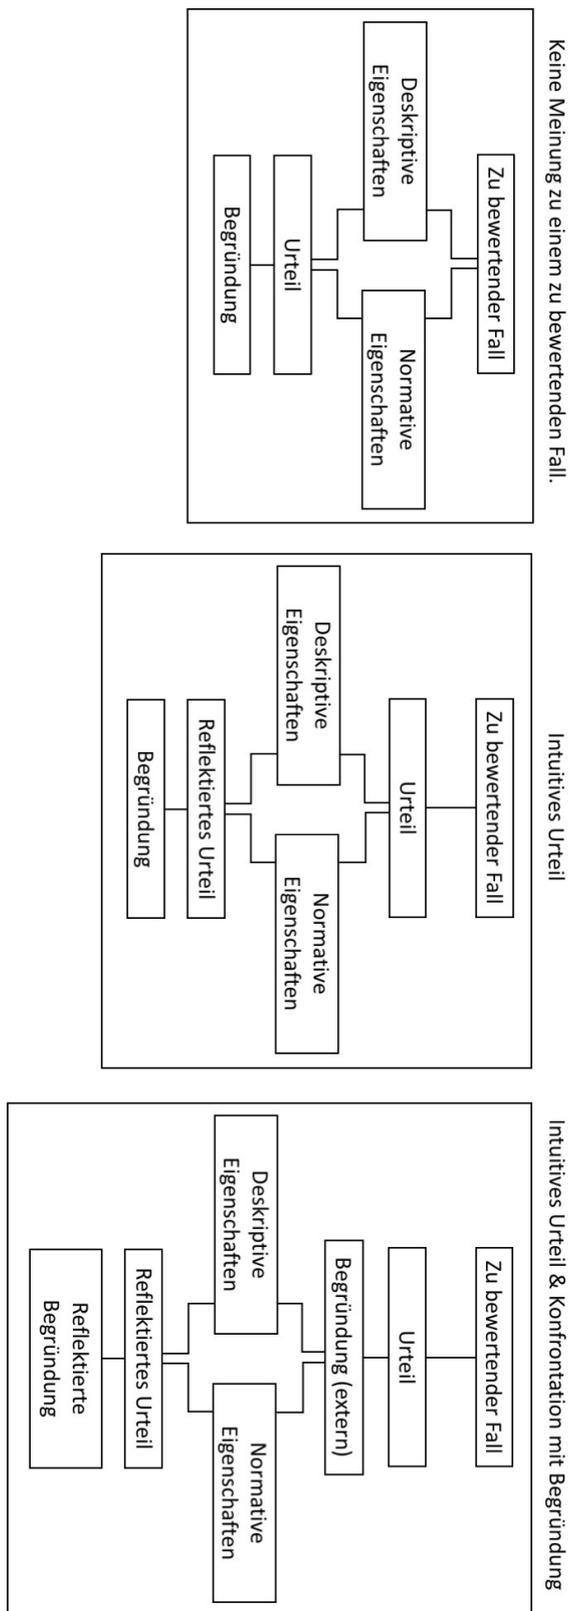 Keine Meinung zu einem zu bewertenden Fall.
Zu bewertender Fall
Deskriptive
Eigenschaften
Normative
Eigenschaften
Urteil
Begründung
Intuitives Urteil
Zu bewertender Fall
Urteil
Deskriptive
Eigenschaften
Normative
Eigenschaften
Reflektiertes Urteil
Begründung
Intuitives Urteil & Konfrontation mit Begründung
Zu bewertender Fall
Urteil
Begründung (extern)
Deskriptive
Eigenschaften
Normative
Eigenschaften
Reflektiertes Urteil
Reflektierte
Begründung